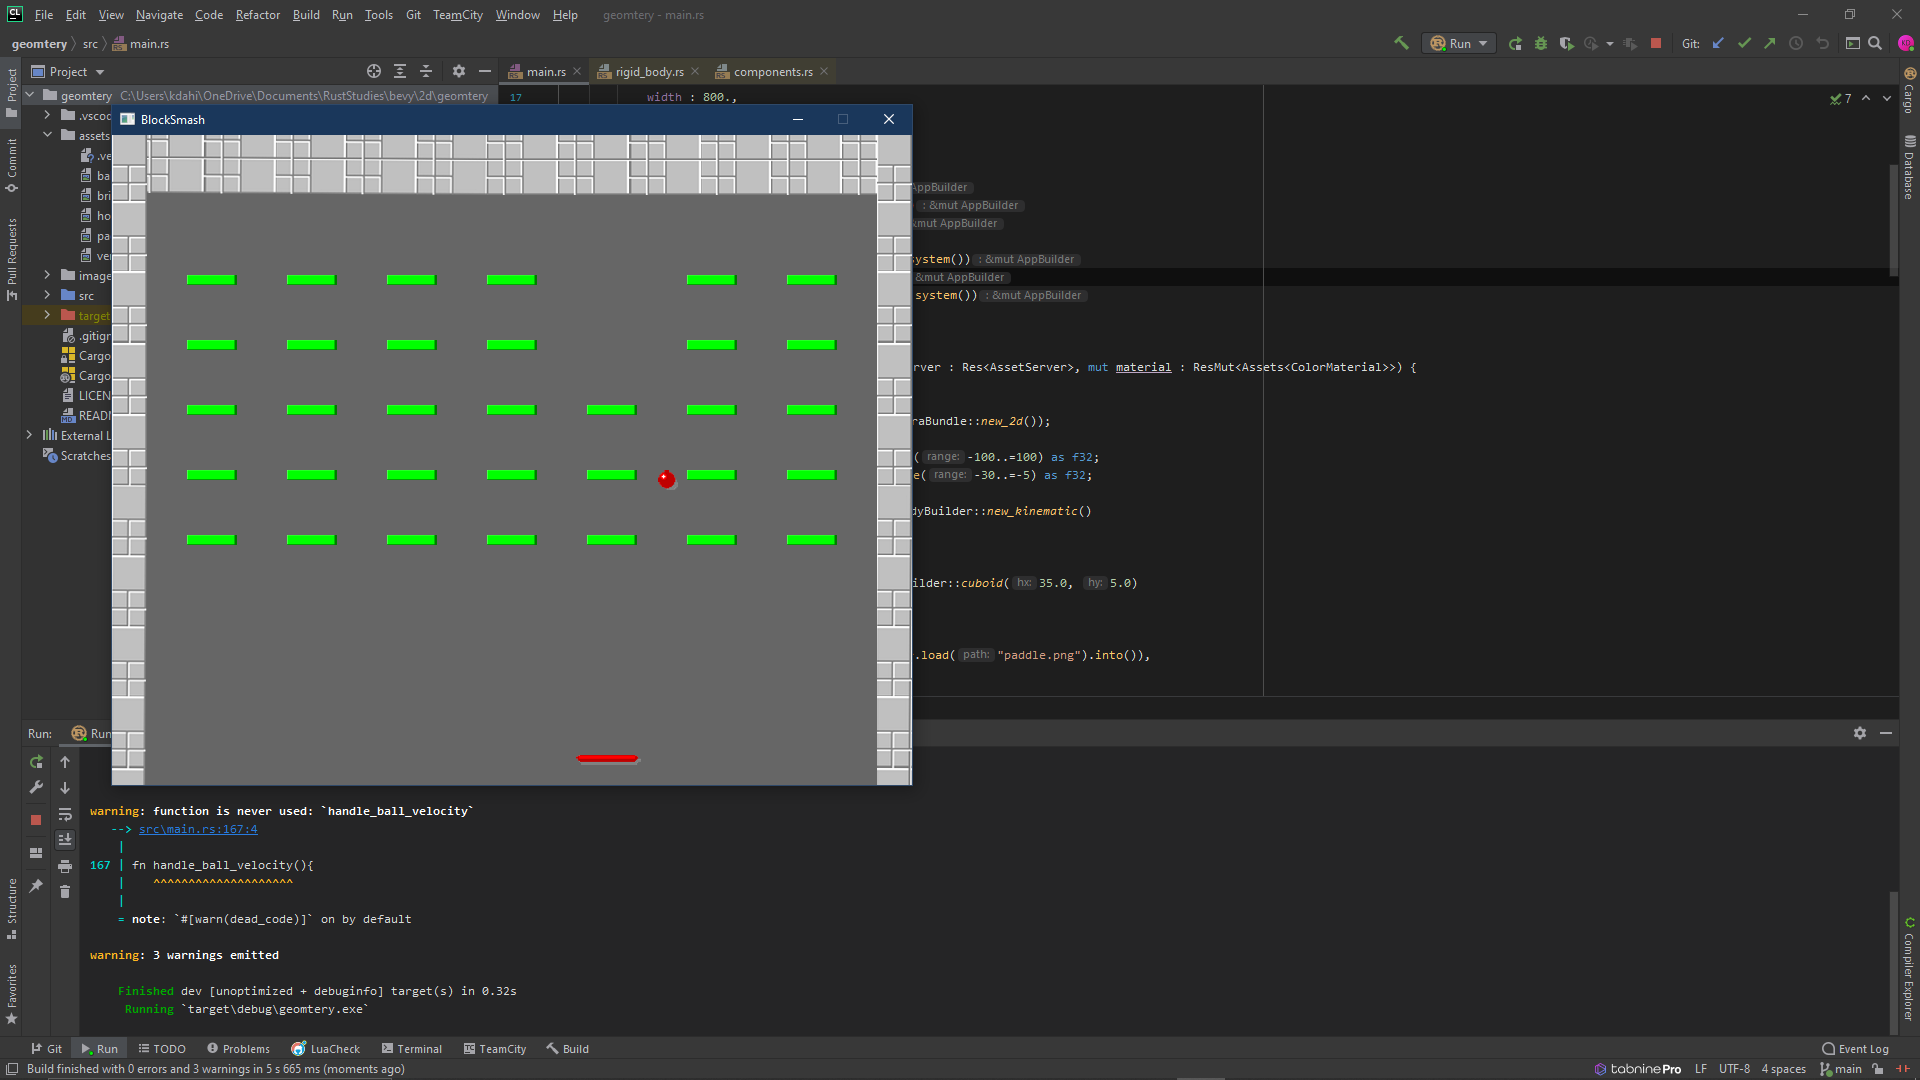 File Edit View Navigate Code Refactor Build Run Tools Git TeamCity Window Help geomtery - main.rs
geomtery src main.rs Run Git:
Project main.rs rigid_body.rs components.rs
geomtery C:\Users\kdahi\OneDrive\Documents\RustStudies\bevy\2d\geomtery
17 width : 800.,
7
BlockSmash
.vscod
assets
.ve
ba
bri
ho
pa
ver
image
src
target
.gitign
Cargo
Cargo
LICEN
READ
External L
Scratches
AppBuilder
: &mut AppBuilder
&mut AppBuilder
system()) : &mut AppBuilder
&mut AppBuilder
system()) : &mut AppBuilder
rver : Res<AssetServer>, mut material : ResMut<Assets<ColorMaterial>>) {
raBundle::new_2d());
( range: -100..=100) as f32;
e( range: -30..=-5) as f32;
dyBuilder::new_kinematic()
ilder::cuboid( hx: 35.0, hy: 5.0)
.load( path: "paddle.png").into()),
Project
Commit
Pull Requests
Structure
Favorites
Cargo
Database
Compiler Explorer
Run: Run
warning: function is never used: `handle_ball_velocity`
--> src\main.rs:167:4
|
167 | fn handle_ball_velocity(){
| ^^^^^^^^^^^^^^^^^^^^
|
= note: `#[warn(dead_code)]` on by default
warning: 3 warnings emitted
Finished dev [unoptimized + debuginfo] target(s) in 0.32s
Running `target\debug\geomtery.exe`
Git Run TODO Problems LuaCheck Terminal TeamCity Build Event Log
Build finished with 0 errors and 3 warnings in 5 s 665 ms (moments ago) tabnine Pro LF UTF-8 4 spaces main